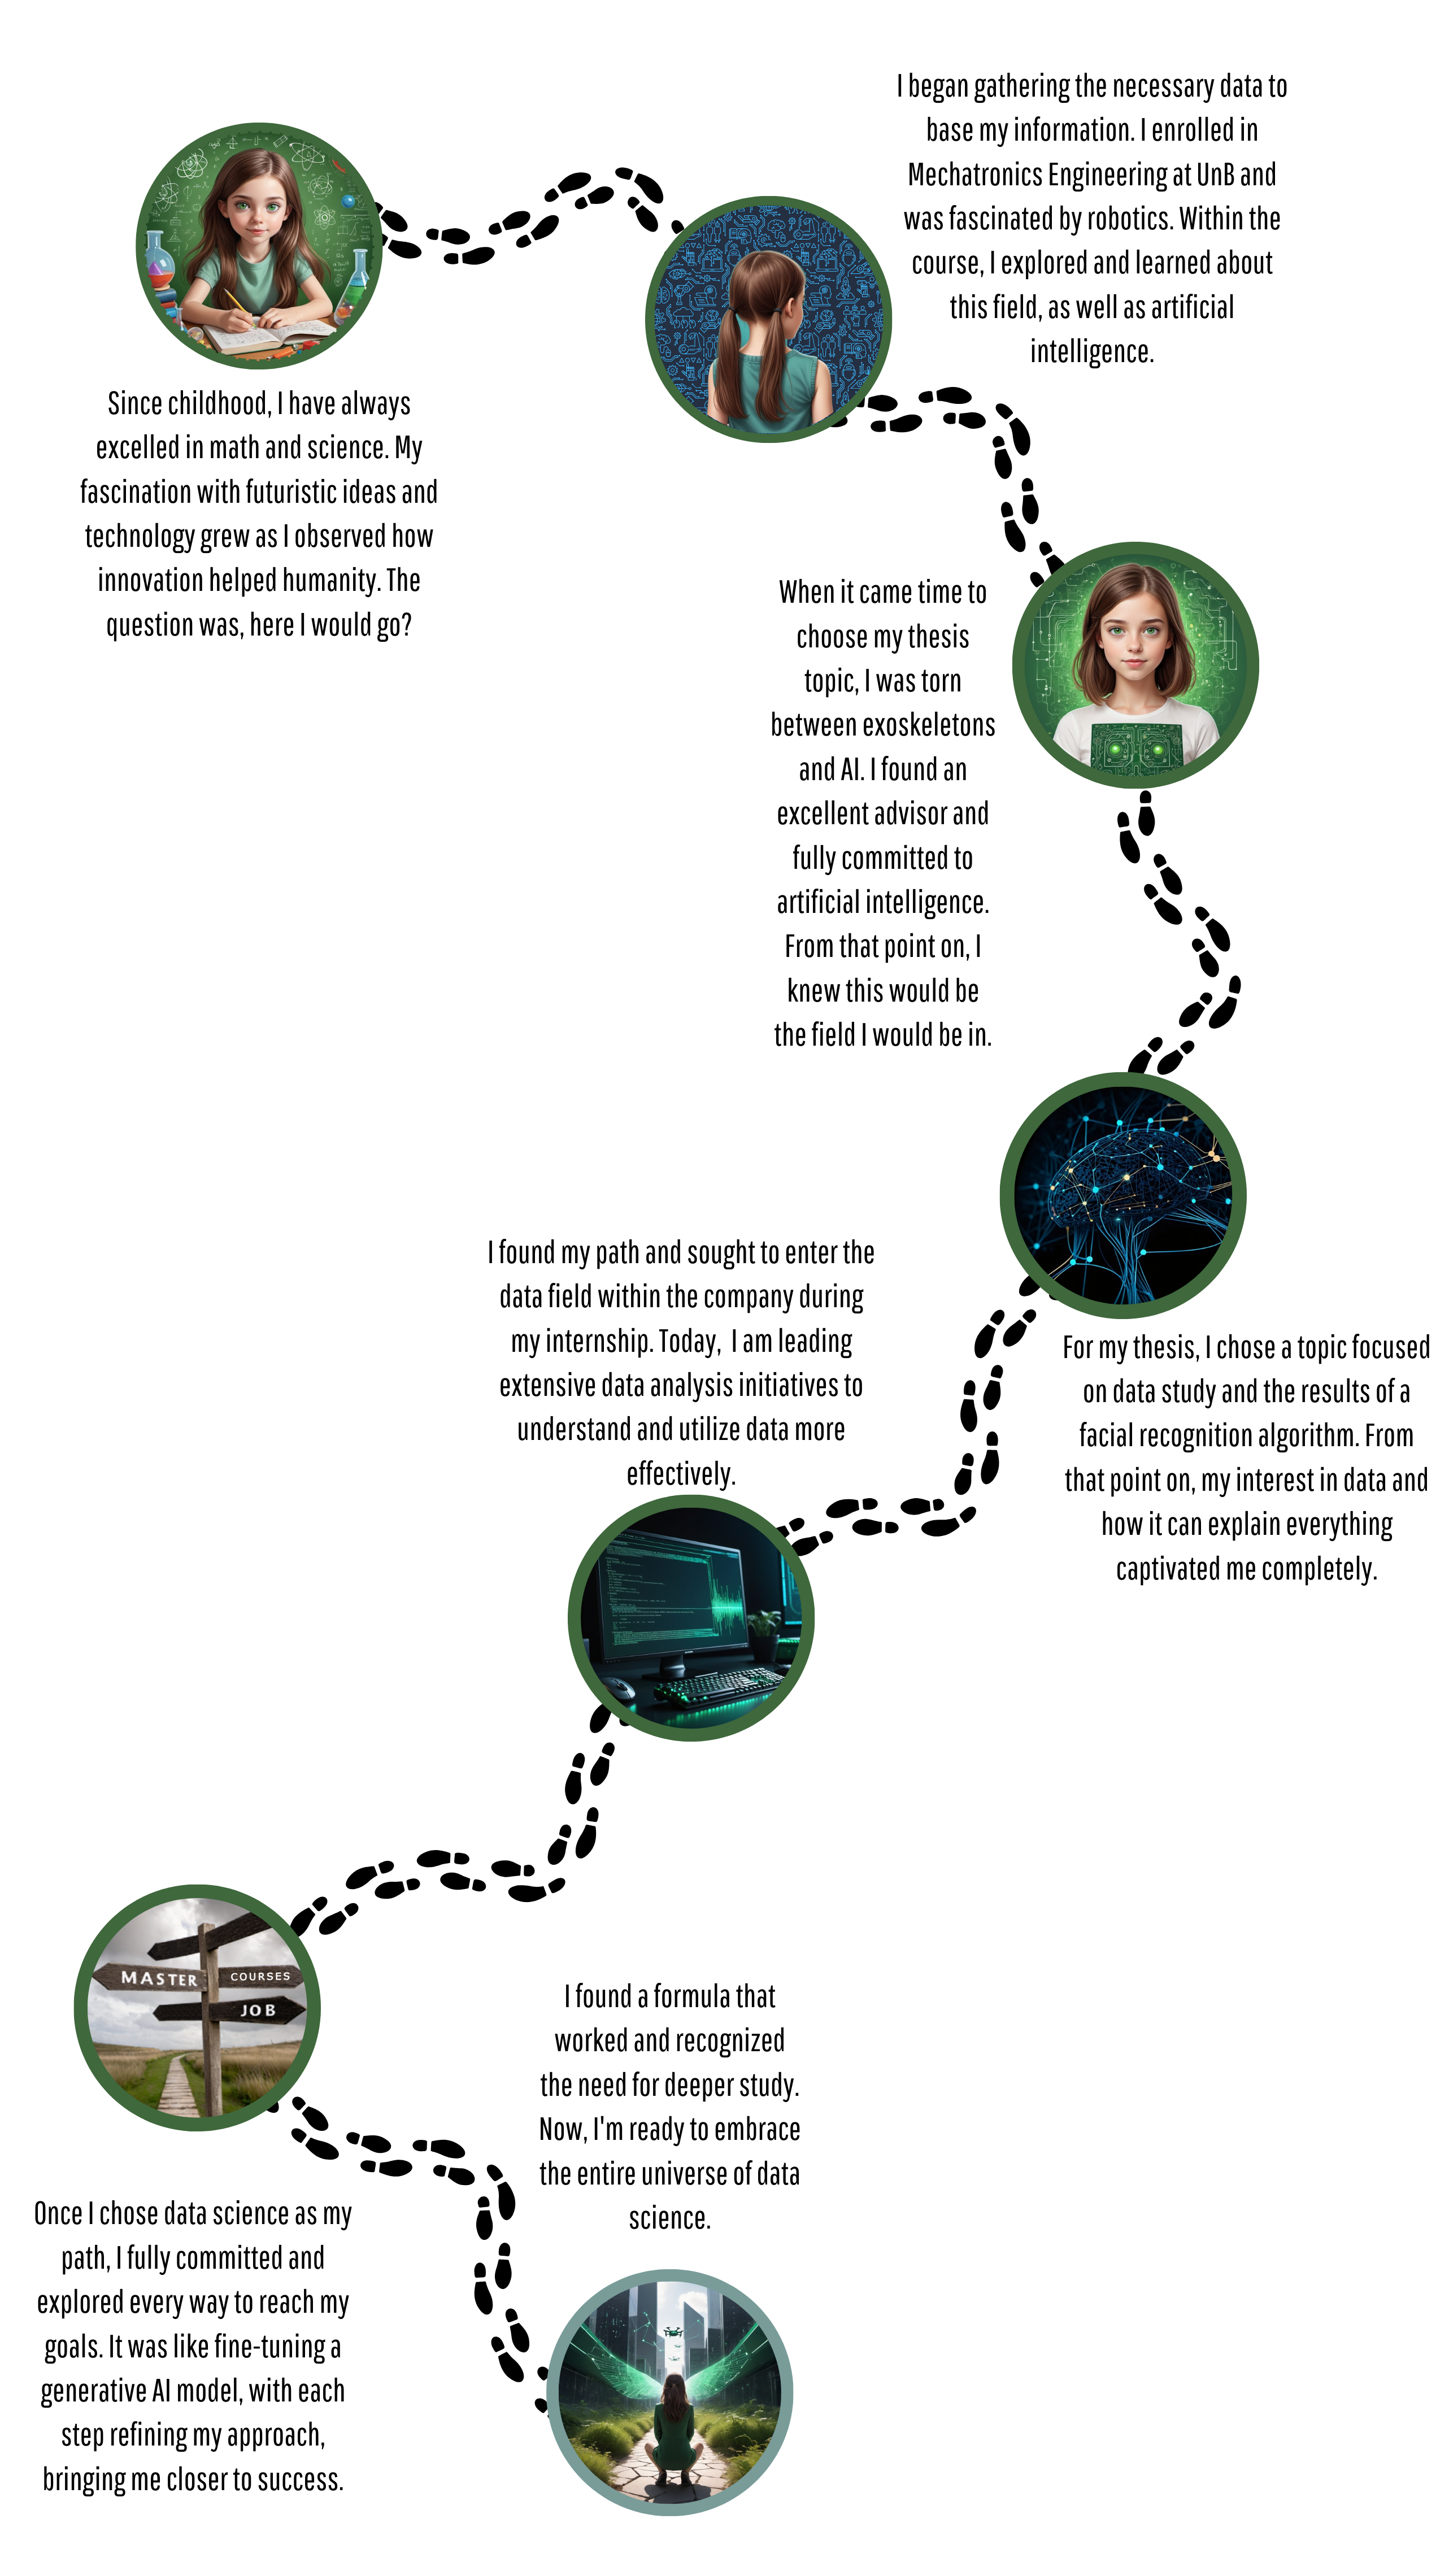 Since childhood, I have always
excelled in math and science. My
fascination with futuristic ideas and
technology grew as I observed how
innovation helped humanity. The
question was, here I would go?
I began gathering the necessary data to
base my information. I enrolled in
Mechatronics Engineering at UnB and
was fascinated by robotics. Within the
course, I explored and learned about
this field, as well as artificial
intelligence.
When it came time to
choose my thesis
topic, I was torn
between exoskeletons
and AI. I found an
excellent advisor and
fully committed to
artificial intelligence.
From that point on, I
knew this would be
the field I would be in.
For my thesis, I chose a topic focused
on data study and the results of a
facial recognition algorithm. From
that point on, my interest in data and
how it can explain everything
captivated me completely.
I found my path and sought to enter the
data field within the company during
my internship. Today,  I am leading
extensive data analysis initiatives to
understand and utilize data more
effectively.
MASTER
COURSES
JOB
Once I chose data science as my
path, I fully committed and
explored every way to reach my
goals. It was like fine-tuning a
generative AI model, with each
step refining my approach,
bringing me closer to success.
I found a formula that
worked and recognized
the need for deeper study.
Now, I'm ready to embrace
the entire universe of data
science.